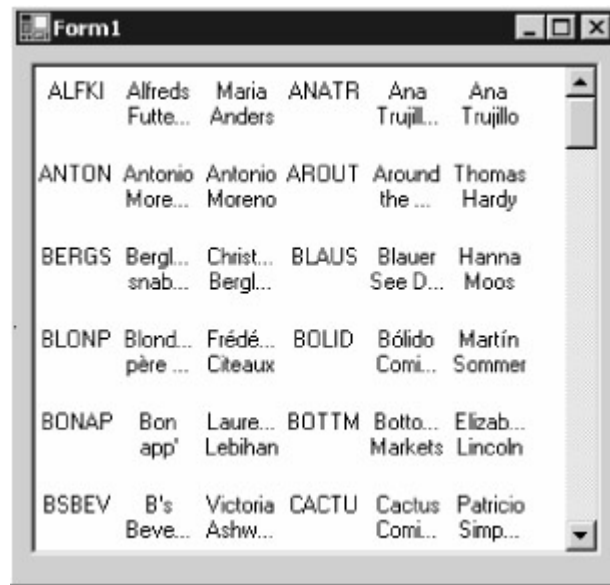 Form1
ALFKI Alfreds Maria ANATR Ana Ana
Futte... Anders Trujill... Trujillo
ANTON Antonio Antonio AROUT Around Thomas
More... Moreno the ... Hardy
BERGS Bergl... Christ... BLAUS Blauer Hanna
snab... Bergl... See D... Moos
BLONP Blond... Frédé... BOLID Bólido Martín
père ... Citeaux Comi... Sommer
BONAP Bon Laure... BOTTM Botto... Elizab...
app' Lebihan Markets Lincoln
BSBEV B's Victoria CACTU Cactus Patricio
Beve... Ashw... Comi... Simp...